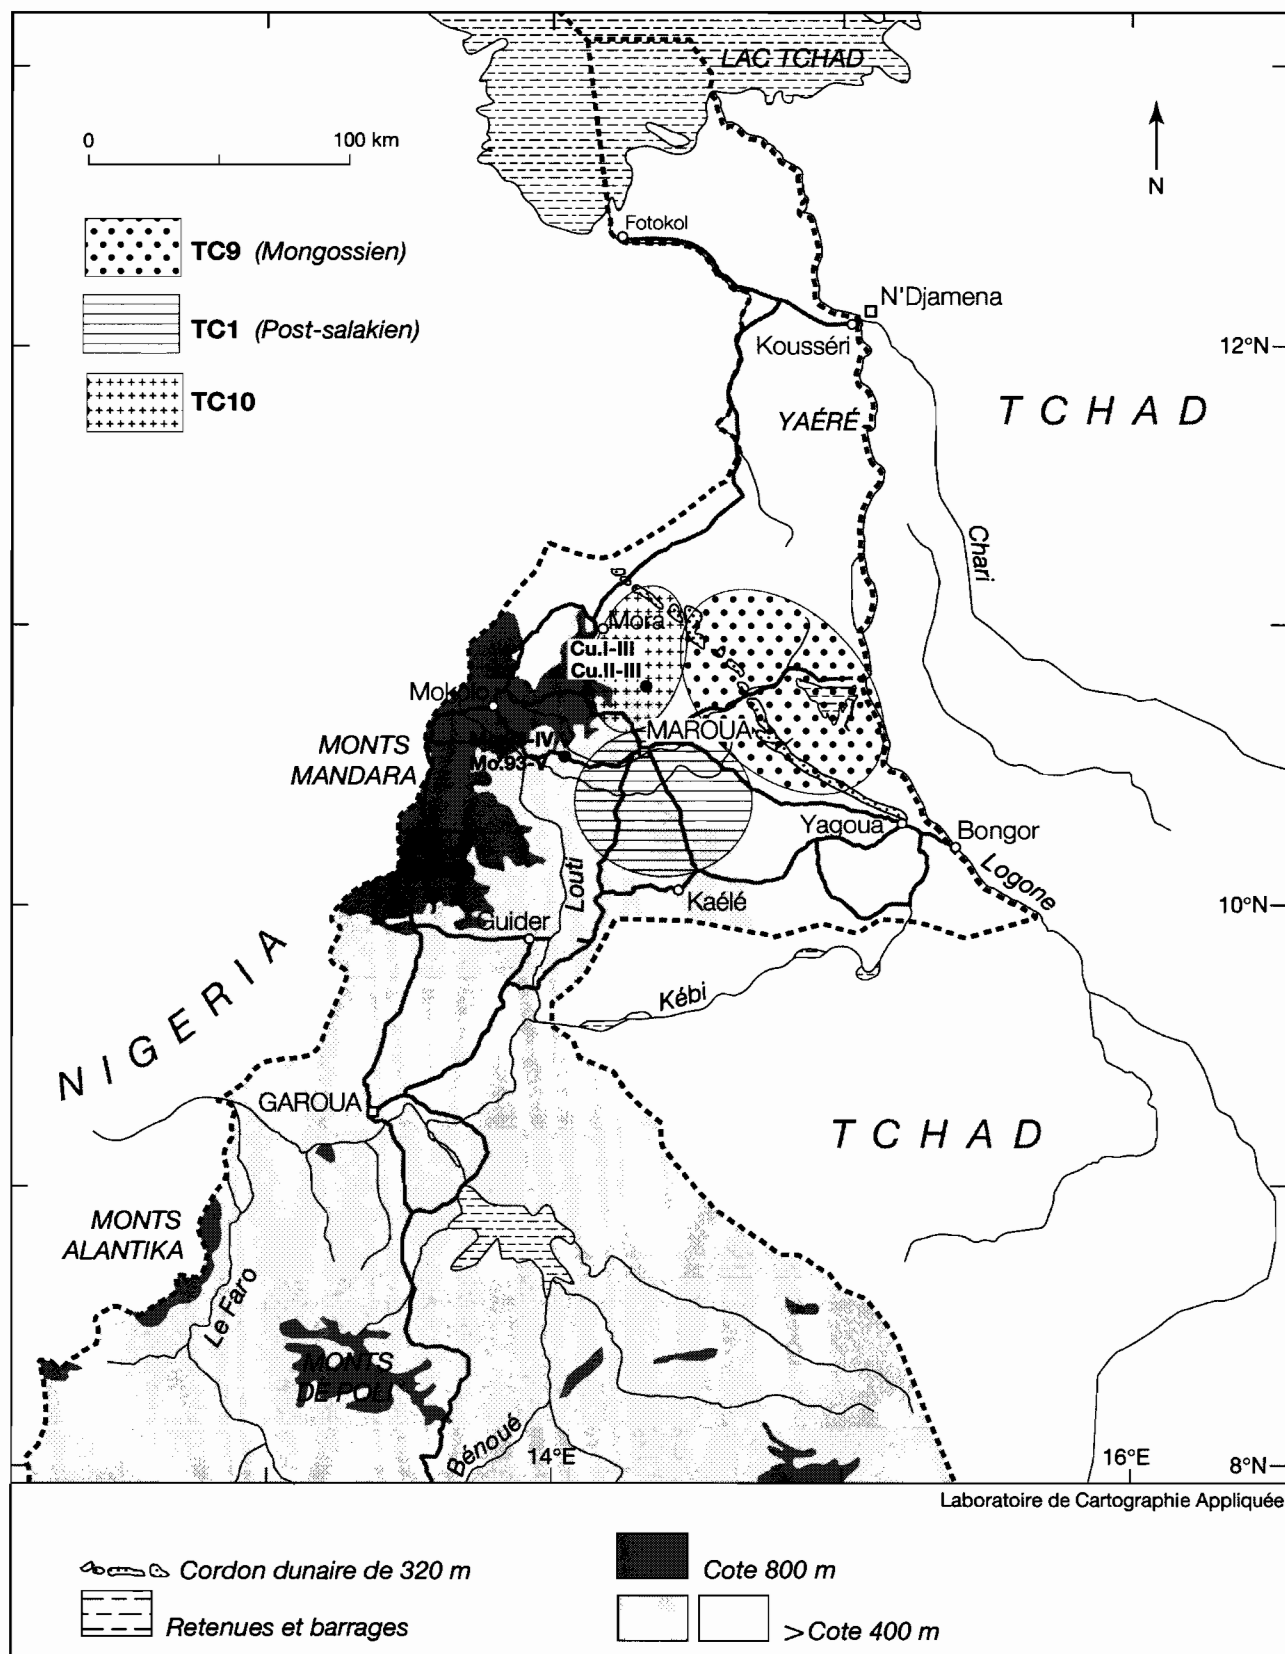 LAC TCHAD
0
100 km
N
Fotokol
TC9 (Mongossien)
TC1 (Post-salakien)
TC10
N'Djamena
Kousséri
12°N
TCHAD
YAÉRÉ
Chari
Mora
Cu.I-III
Cu.II-III
Mokolo
MAROUA
MONTS
MANDARA
Mo.93-V
Yagoua
Bongor
Logone
Louti
Kaélé
10°N
Guider
NIGERIA
Kébi
GAROUA
TCHAD
MONTS
ALANTIKA
Le Faro
MONTS
DE POLI
Bénoué
14°E
16°E
8°N
Laboratoire de Cartographie Appliquée
Cordon dunaire de 320 m
Cote 800 m
Retenues et barrages
>Cote 400 m